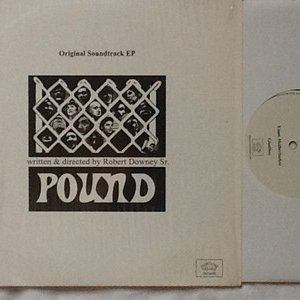 Original Soundtrack EP
written & directed by Robert Downey Sr.
POUND